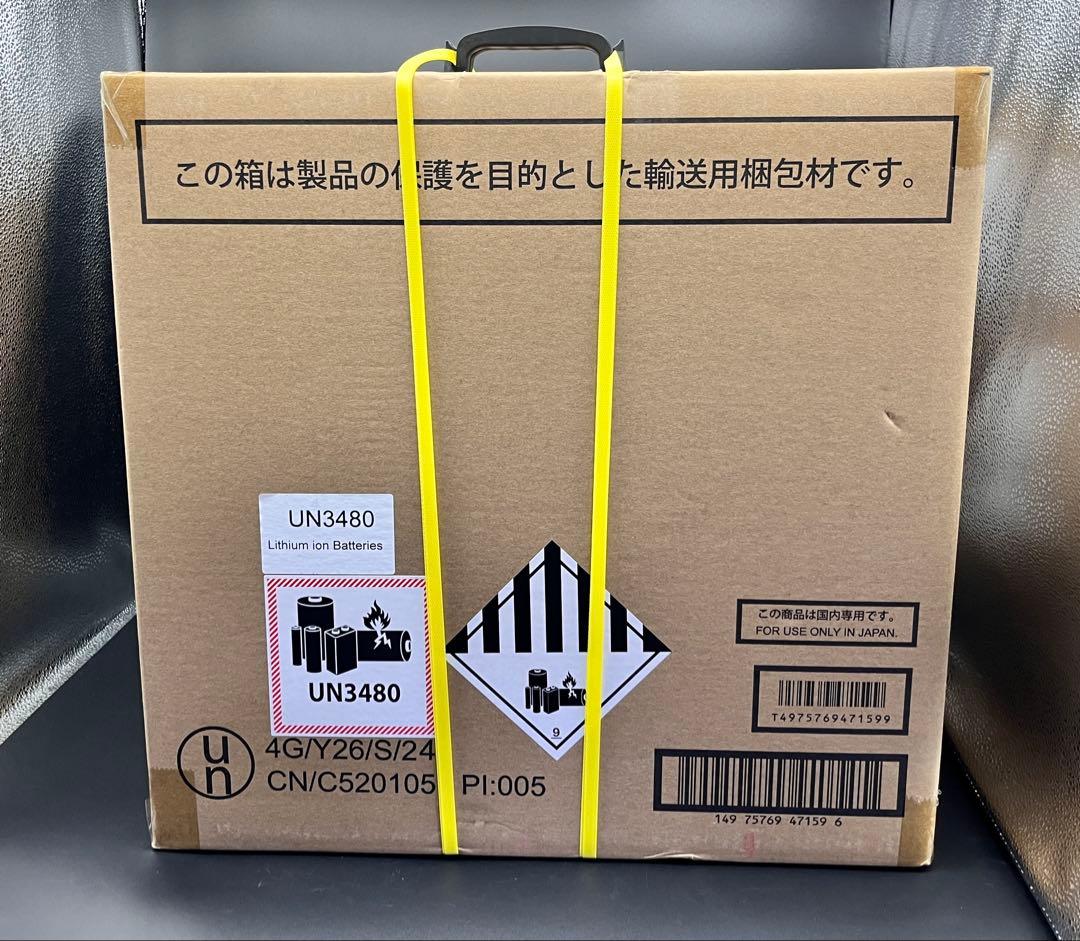 この箱は製品の保護を目的とした輸送用梱包材です。
UN3480
Lithium ion Batteries
UN3480
9
この商品は国内専用です。
FOR USE ONLY IN JAPAN.
T4975769471599
un
4G/Y26/S/24
CN/C520105 PI:005
149 75769 47159 6